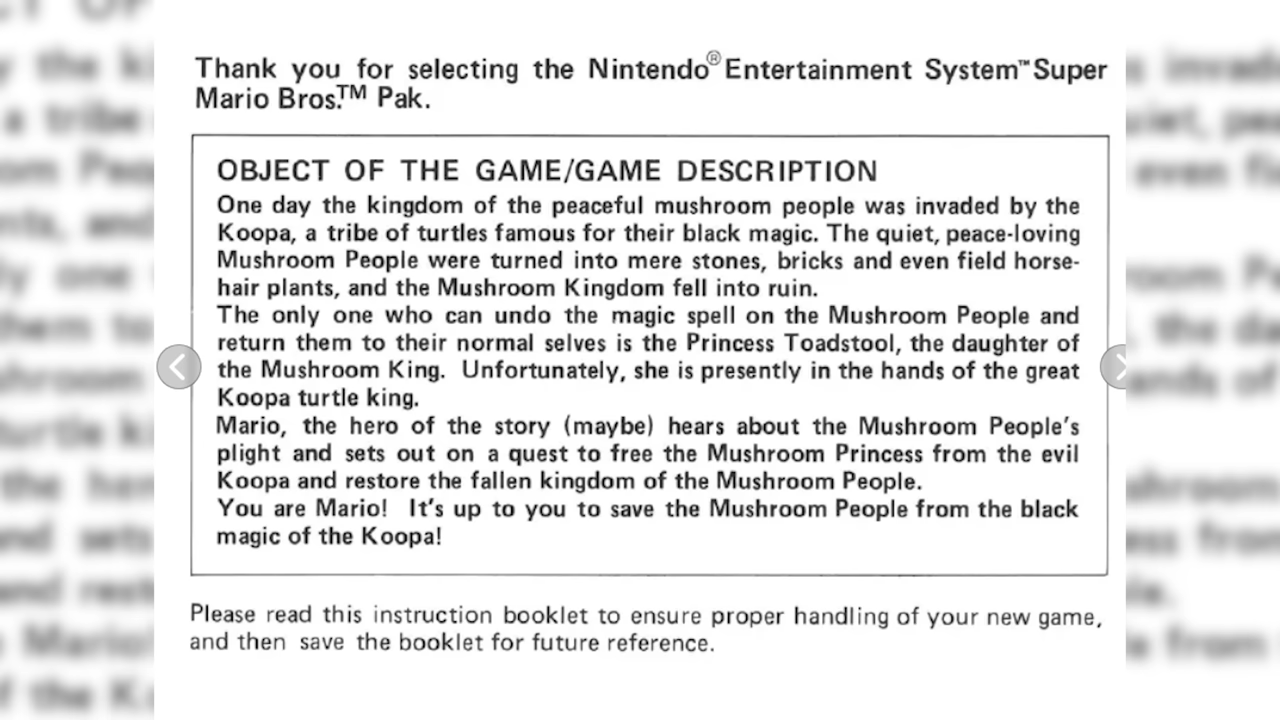 Thank you for selecting the Nintendo® Entertainment System™ Super
Mario Bros.™ Pak.
OBJECT OF THE GAME/GAME DESCRIPTION
One day the kingdom of the peaceful mushroom people was invaded by the
Koopa, a tribe of turtles famous for their black magic. The quiet, peace-loving
Mushroom People were turned into mere stones, bricks and even field horse-
hair plants, and the Mushroom Kingdom fell into ruin.
The only one who can undo the magic spell on the Mushroom People and
return them to their normal selves is the Princess Toadstool, the daughter of
the Mushroom King. Unfortunately, she is presently in the hands of the great
Koopa turtle king.
Mario, the hero of the story (maybe) hears about the Mushroom People's
plight and sets out on a quest to free the Mushroom Princess from the evil
Koopa and restore the fallen kingdom of the Mushroom People.
You are Mario! It's up to you to save the Mushroom People from the black
magic of the Koopa!
Please read this instruction booklet to ensure proper handling of your new game,
and then save the booklet for future reference.